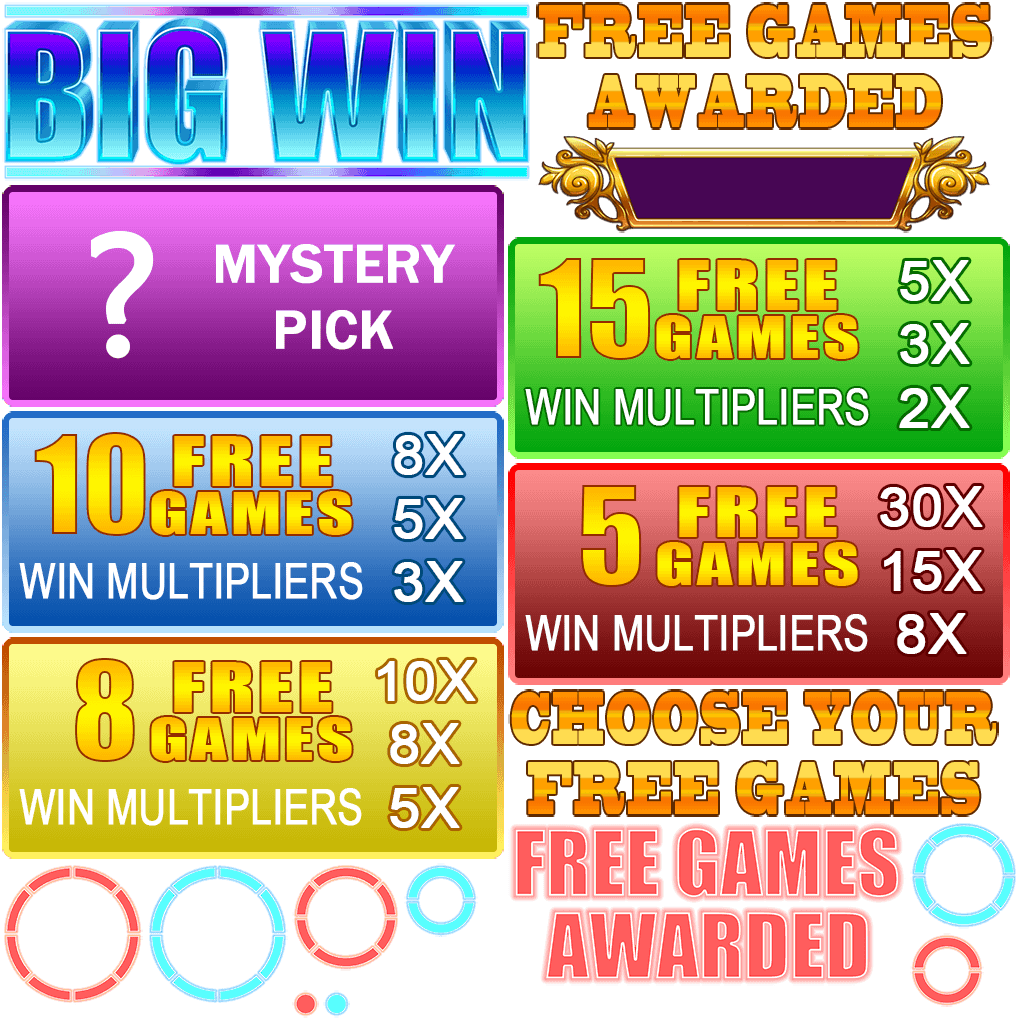 BIG WIN
FREE GAMES
AWARDED
? MYSTERY
PICK
15 FREE
GAMES
WIN MULTIPLIERS
5X
3X
2X
10 FREE
GAMES
WIN MULTIPLIERS
8X
5X
3X
5 FREE
GAMES
WIN MULTIPLIERS
30X
15X
8X
8 FREE
GAMES
WIN MULTIPLIERS
10X
8X
5X
CHOOSE YOUR
FREE GAMES
FREE GAMES
AWARDED